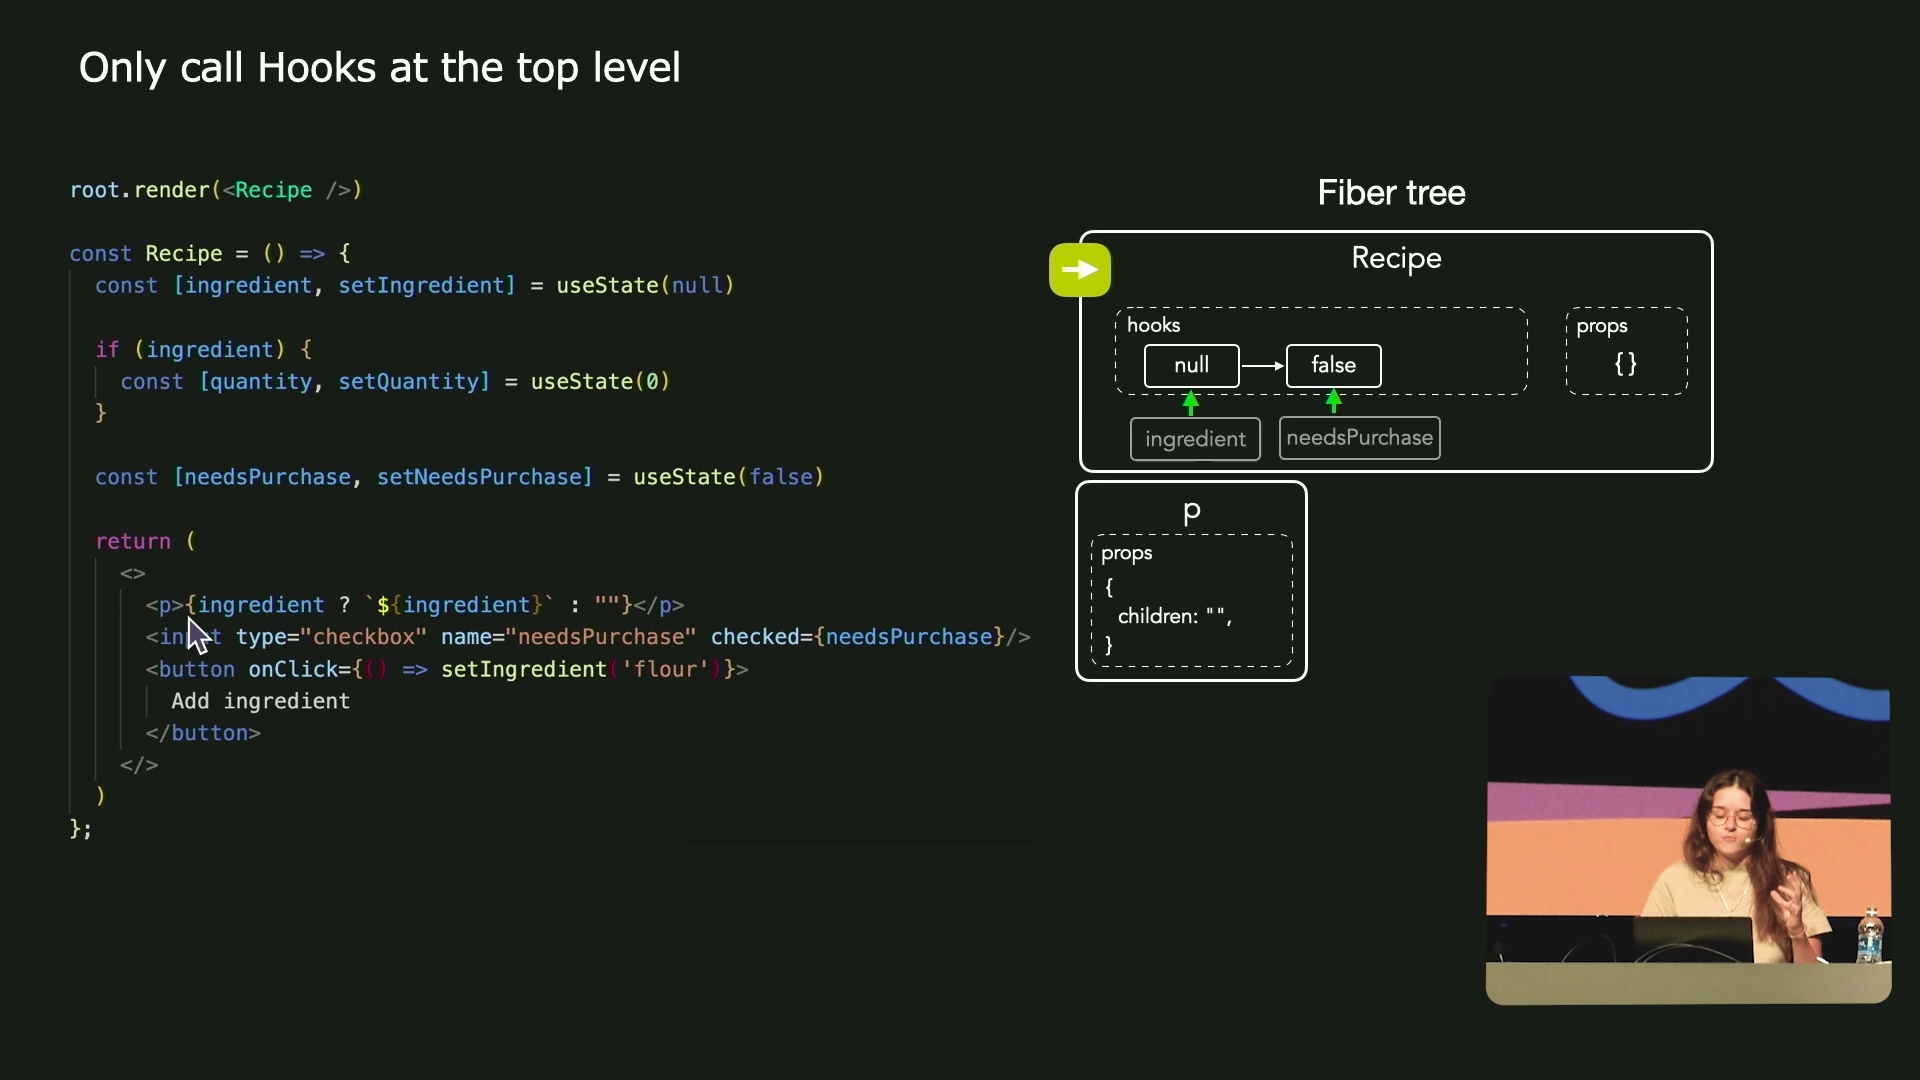 Only call Hooks at the top level
root.render(<Recipe />)
const Recipe = () => {
const [ingredient, setIngredient] = useState(null)
if (ingredient) {
const [quantity, setQuantity] = useState(0)
}
const [needsPurchase, setNeedsPurchase] = useState(false)
return (
<>
<p>{ingredient ? `${ingredient}` : ""}</p>
<input type="checkbox" name="needsPurchase" checked={needsPurchase}/>
<button onClick={() => setIngredient('flour')}>
Add ingredient
</button>
</>
)
};
Fiber tree
Recipe
hooks
null
false
ingredient
needsPurchase
props
{}
p
props
{
children: "",
}